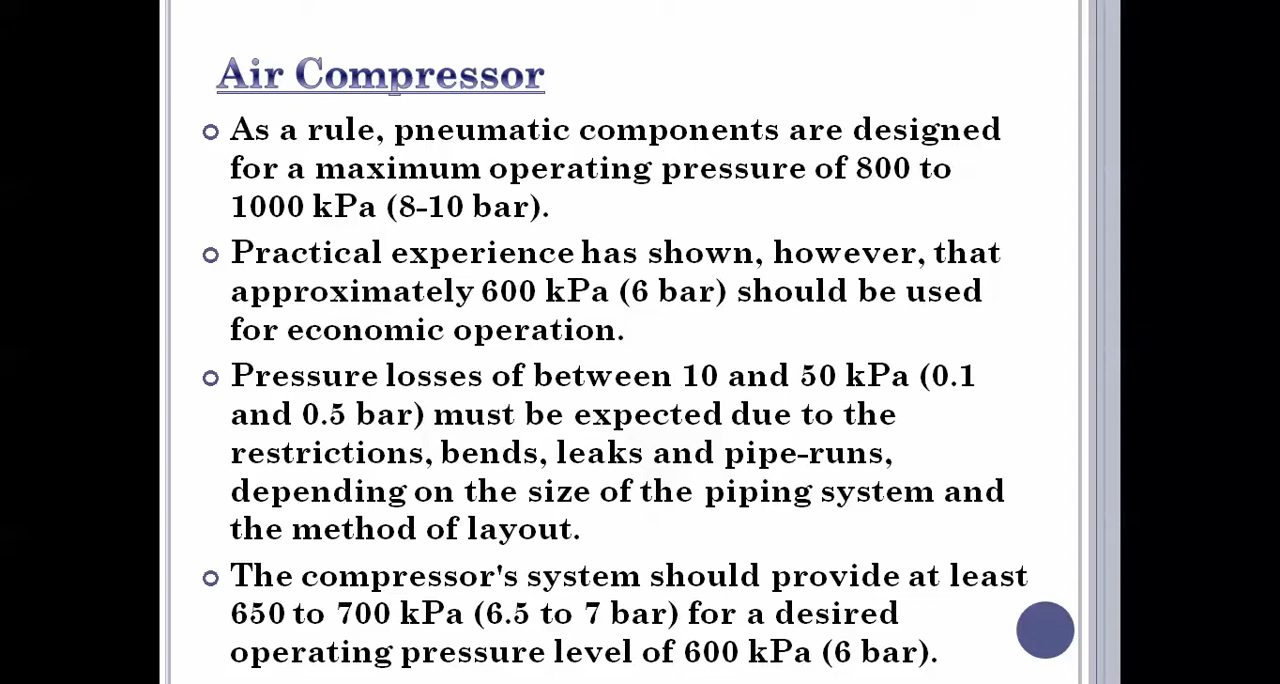 Air Compressor
As a rule, pneumatic components are designed
for a maximum operating pressure of 800 to
1000 kPa (8-10 bar).
Practical experience has shown, however, that
approximately 600 kPa (6 bar) should be used
for economic operation.
Pressure losses of between 10 and 50 kPa (0.1
and 0.5 bar) must be expected due to the
restrictions, bends, leaks and pipe-runs,
depending on the size of the piping system and
the method of layout.
The compressor's system should provide at least
650 to 700 kPa (6.5 to 7 bar) for a desired
operating pressure level of 600 kPa (6 bar).